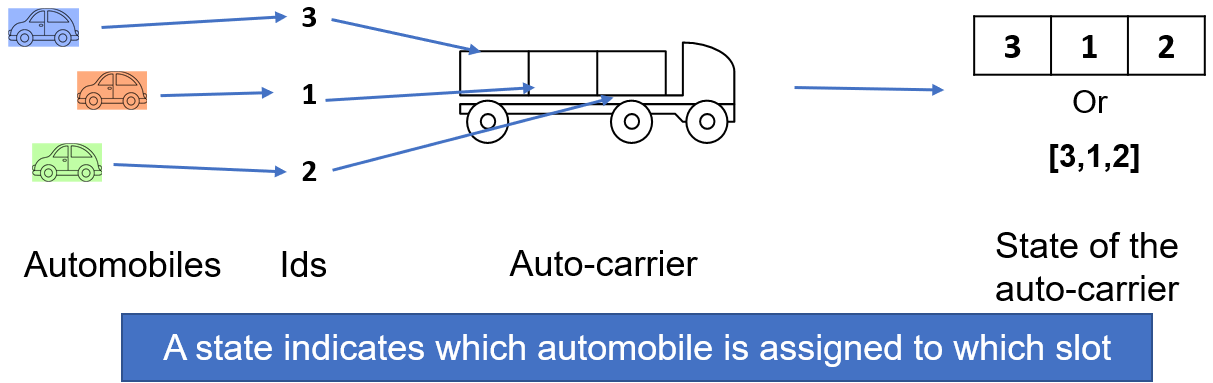 3
1
2
3 1 2
Or
[3,1,2]
Automobiles
Ids
Auto-carrier
State of the
auto-carrier
A state indicates which automobile is assigned to which slot